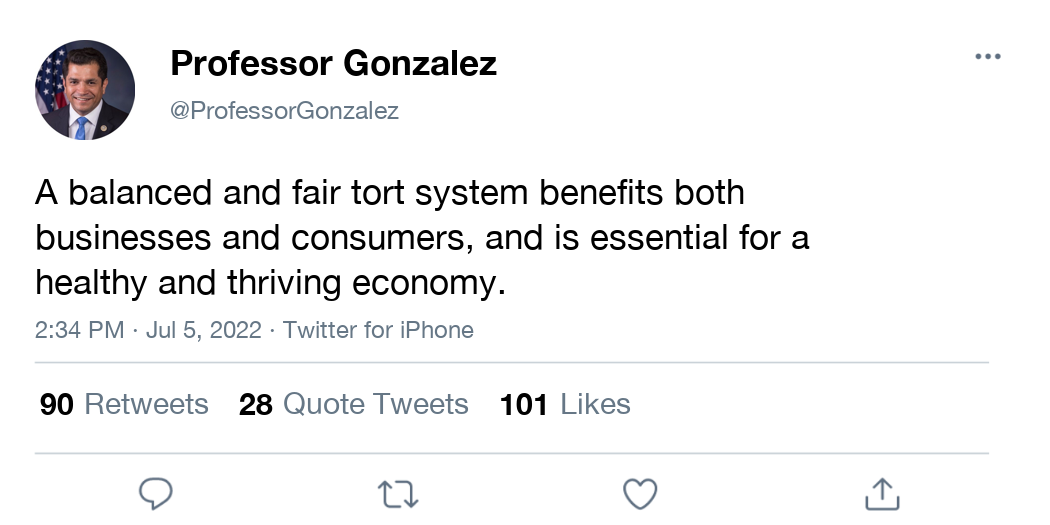 Professor Gonzalez
@ProfessorGonzalez
A balanced and fair tort system benefits both
businesses and consumers, and is essential for a
healthy and thriving economy.
2:34 PM · Jul 5, 2022 · Twitter for iPhone
90 Retweets 28 Quote Tweets 101 Likes